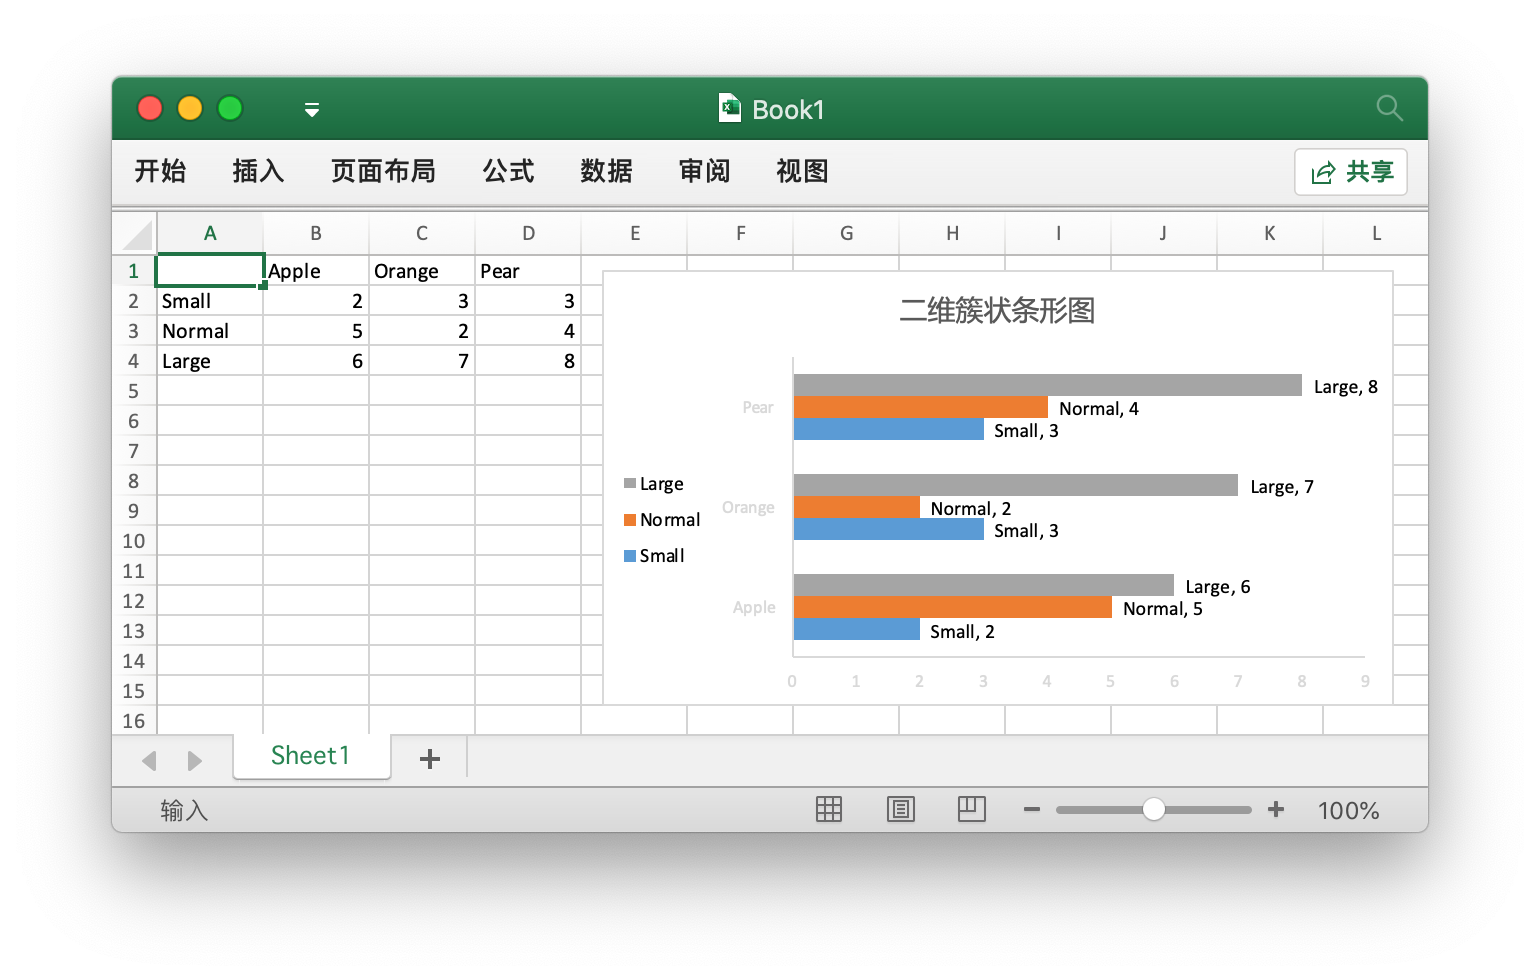 Book1
开始 插入 页面布局 公式 数据 审阅 视图 共享
A B C D E F G H I J K L
1 Apple Orange Pear
2 Small 2 3 3
3 Normal 5 2 4
4 Large 6 7 8
5
6
7
8
9
10
11
12
13
14
15
16
二维簇状条形图
Large
Normal
Small
Pear
Large, 8
Normal, 4
Small, 3
Orange
Large, 7
Normal, 2
Small, 3
Apple
Large, 6
Normal, 5
Small, 2
0 1 2 3 4 5 6 7 8 9
Sheet1
输入 100%